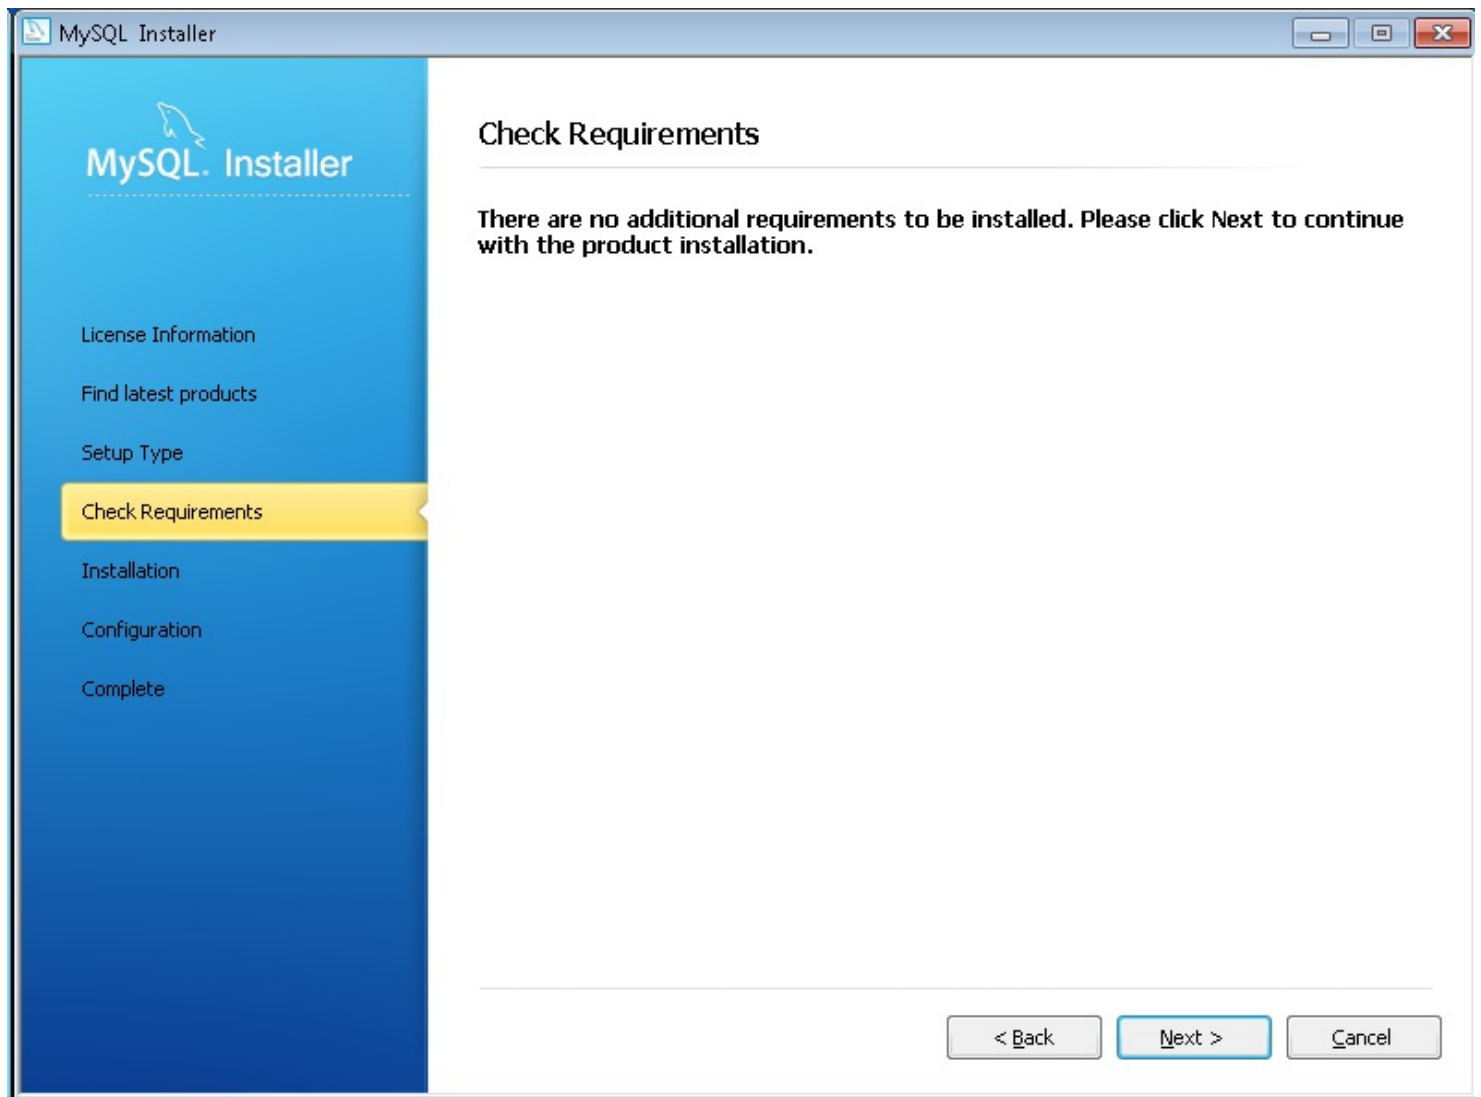 MySQL Installer
MySQL. Installer
License Information
Find latest products
Setup Type
Check Requirements
Installation
Configuration
Complete
Check Requirements
There are no additional requirements to be installed. Please click Next to continue
with the product installation.
< Back
Next >
Cancel